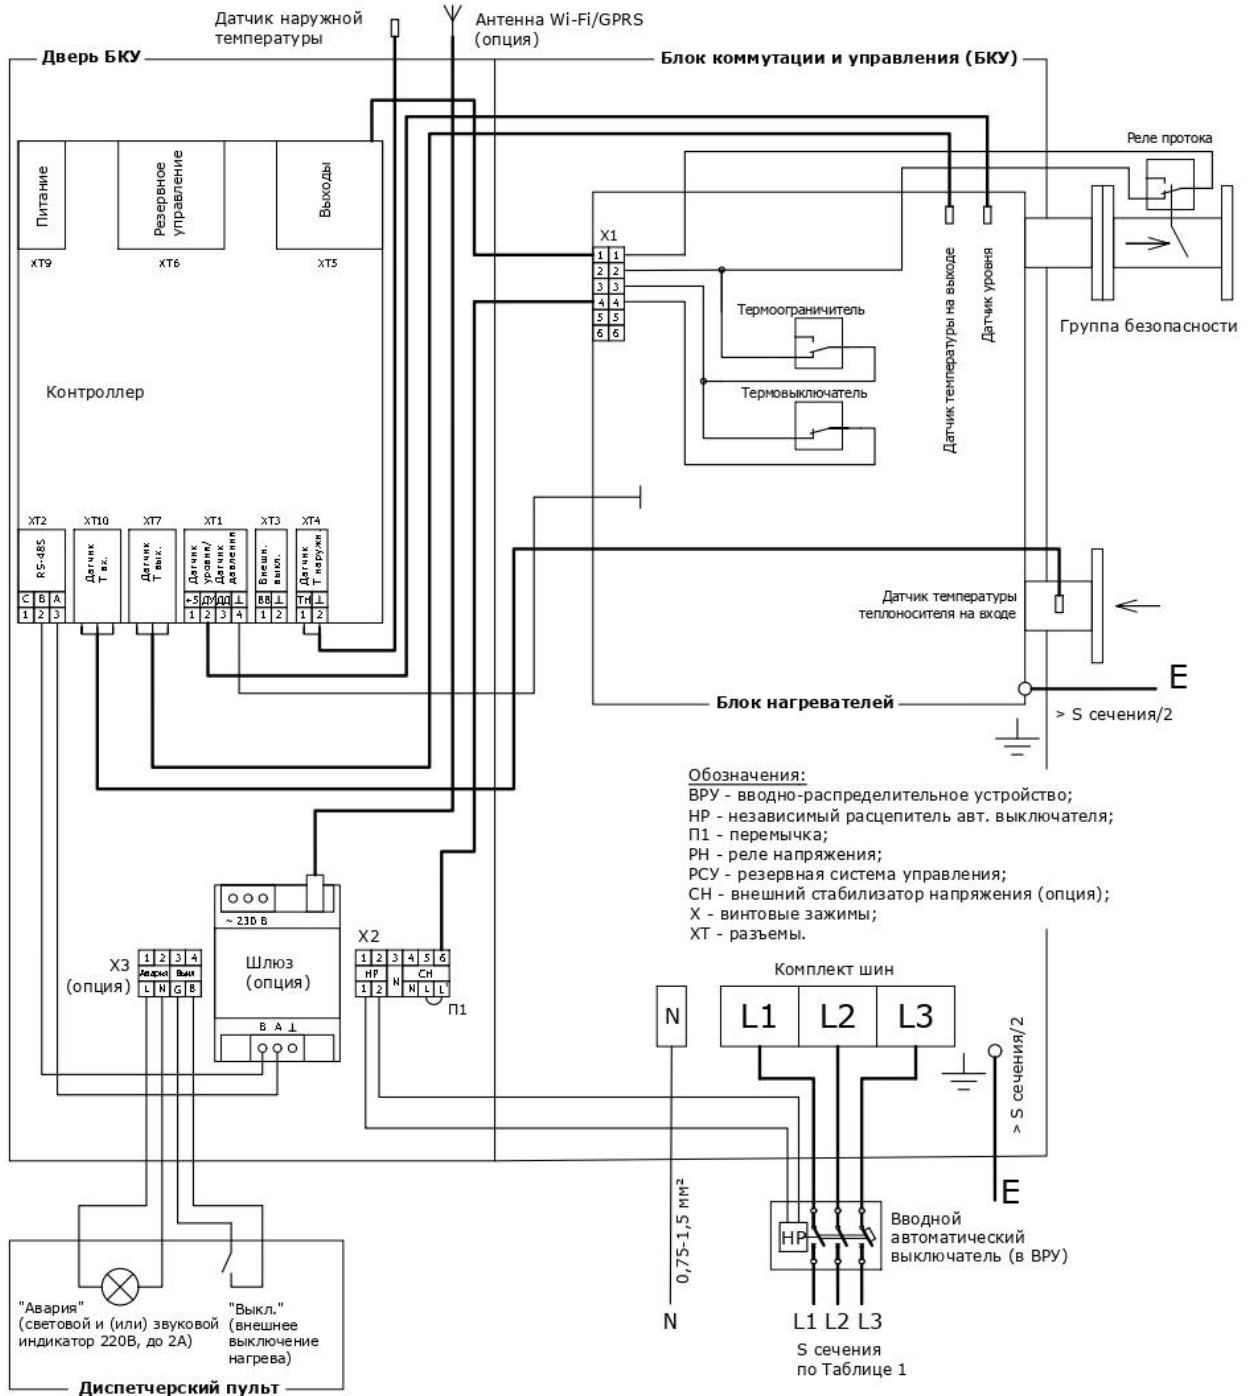 Датчик наружной
температуры
Антенна Wi-Fi/GPRS
(опция)
Дверь БКУ
Блок коммутации и управления (БКУ)
Реле протока
Питание
Резервное
управление
Выходы
XT9
XT6
XT5
X1
1 1
2 2
3 3
4 4
5 5
6 6
Термоограничитель
Термовыключатель
Датчик температуры на выходе
Датчик уровня
Группа безопасности
Контроллер
XT2
XT10
XT7
XT1
XT3
XT4
RS-485
Датчик
Т вх.
Датчик
Т вых.
Датчик
уровня/
Датчик
давления
Внешн.
выкл.
Датчик
Т наружн.
C B A
+5 ДУ ДД ⊥
ВВ ⊥
ТН ⊥
1 2 3
1 2 3 4
1 2
1 2
Датчик температуры
теплоносителя на входе
E
> S сечения/2
Блок нагревателей
Обозначения:
ВРУ - вводно-распределительное устройство;
НР - независимый расцепитель авт. выключателя;
П1 - перемычка;
РН - реле напряжения;
РСУ - резервная система управления;
СН - внешний стабилизатор напряжения (опция);
X - винтовые зажимы;
XT - разъемы.
~ 230 В
Шлюз
(опция)
B A ⊥
X3
(опция)
1 2 3 4
Авария Выкл
L N G B
X2
1 2 3 4 5 6
НР N СН
1 2 N L L'
П1
Комплект шин
N
L1 L2 L3
> S сечения/2
E
0,75-1,5 мм²
N
НР
Вводной
автоматический
выключатель (в ВРУ)
L1 L2 L3
S сечения
по Таблице 1
"Авария"
(световой и (или) звуковой
индикатор 220В, до 2А)
"Выкл."
(внешнее
выключение
нагрева)
Диспетчерский пульт